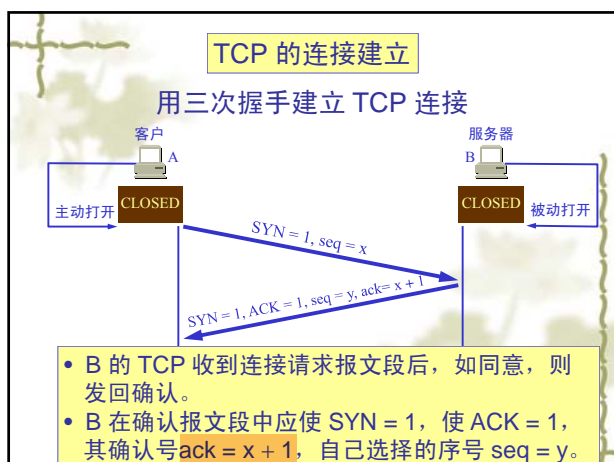 TCP 的连接建立
用三次握手建立 TCP 连接
客户
服务器
A
B
主动打开
CLOSED
CLOSED
被动打开
SYN = 1, seq = x
SYN = 1, ACK = 1, seq = y, ack= x + 1
• B 的 TCP 收到连接请求报文段后，如同意，则
发回确认。
• B 在确认报文段中应使 SYN = 1，使 ACK = 1，
其确认号ack = x + 1，自己选择的序号 seq = y。